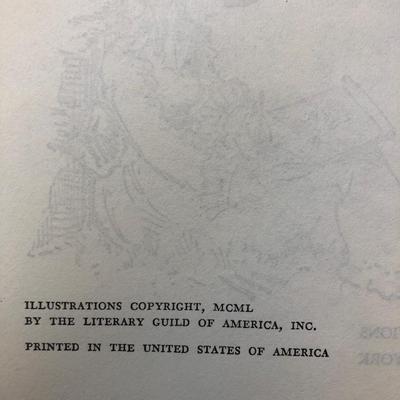 ILLUSTRATIONS COPYRIGHT, MCML
BY THE LITERARY GUILD OF AMERICA, INC.
PRINTED IN THE UNITED STATES OF AMERICA